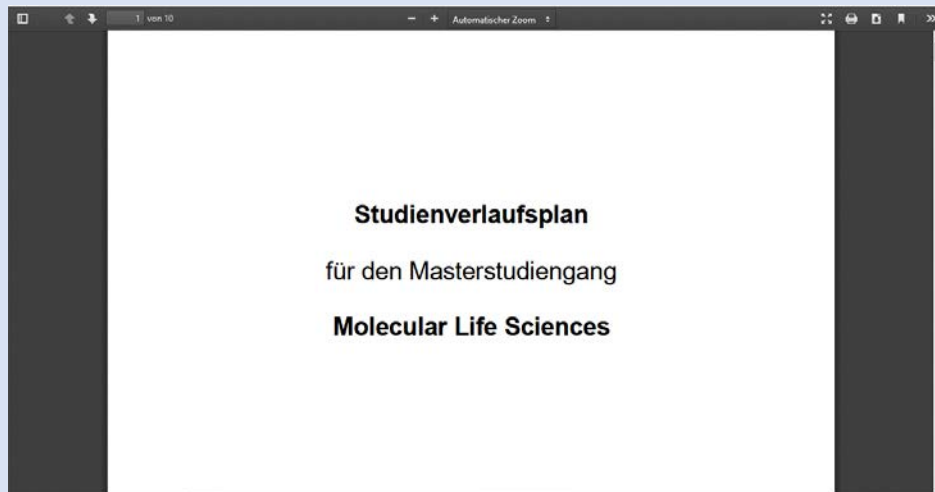 1 von 10 − + Automatischer Zoom
Studienverlaufsplan
für den Masterstudiengang
Molecular Life Sciences